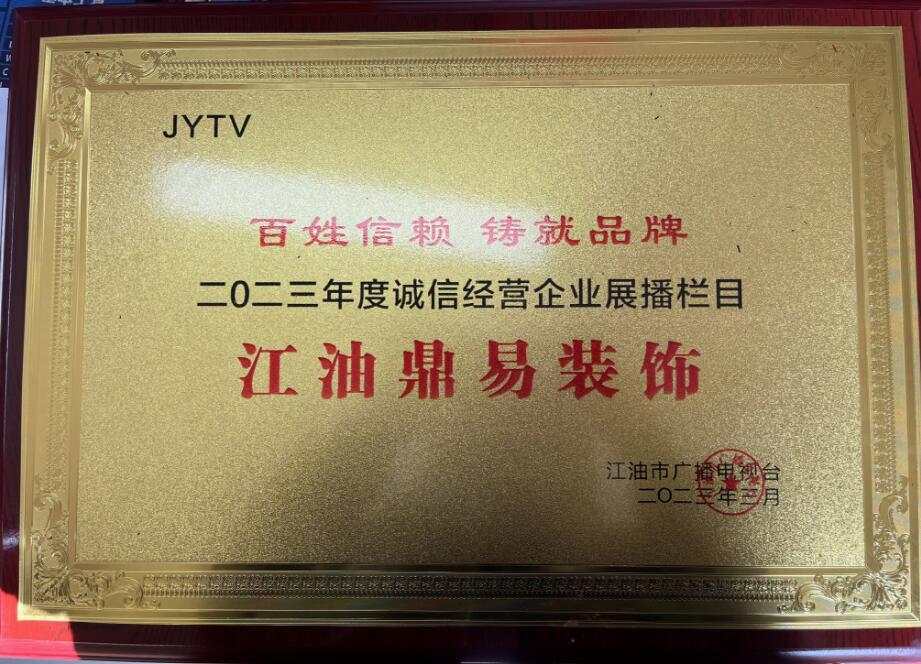 JYTV
百姓信赖 铸就品牌
二0二三年度诚信经营企业展播栏目
江油鼎易装饰
江油市广播电视台
二O二三年三月